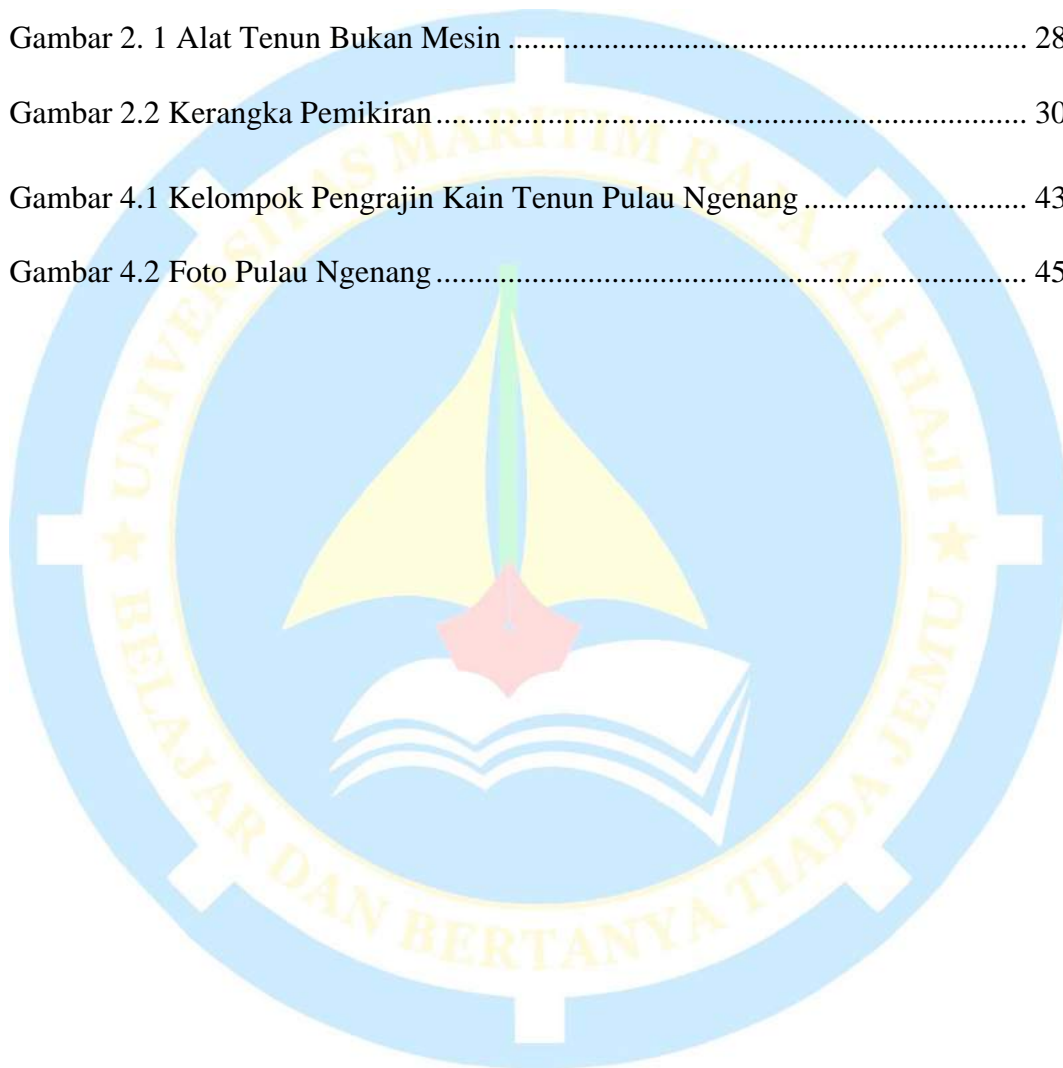 Gambar 2. 1 Alat Tenun Bukan Mesin ............................................................................ 28
Gambar 2.2 Kerangka Pemikiran ...................................................................................... 30
Gambar 4.1 Kelompok Pengrajin Kain Tenun Pulau Ngenang ................................. 43
Gambar 4.2 Foto Pulau Ngenang ...................................................................................... 45
UNIVERSITAS MARITIM RAJA ALI HAJI
BELAJAR DAN BERTANYA TIADA JEMU